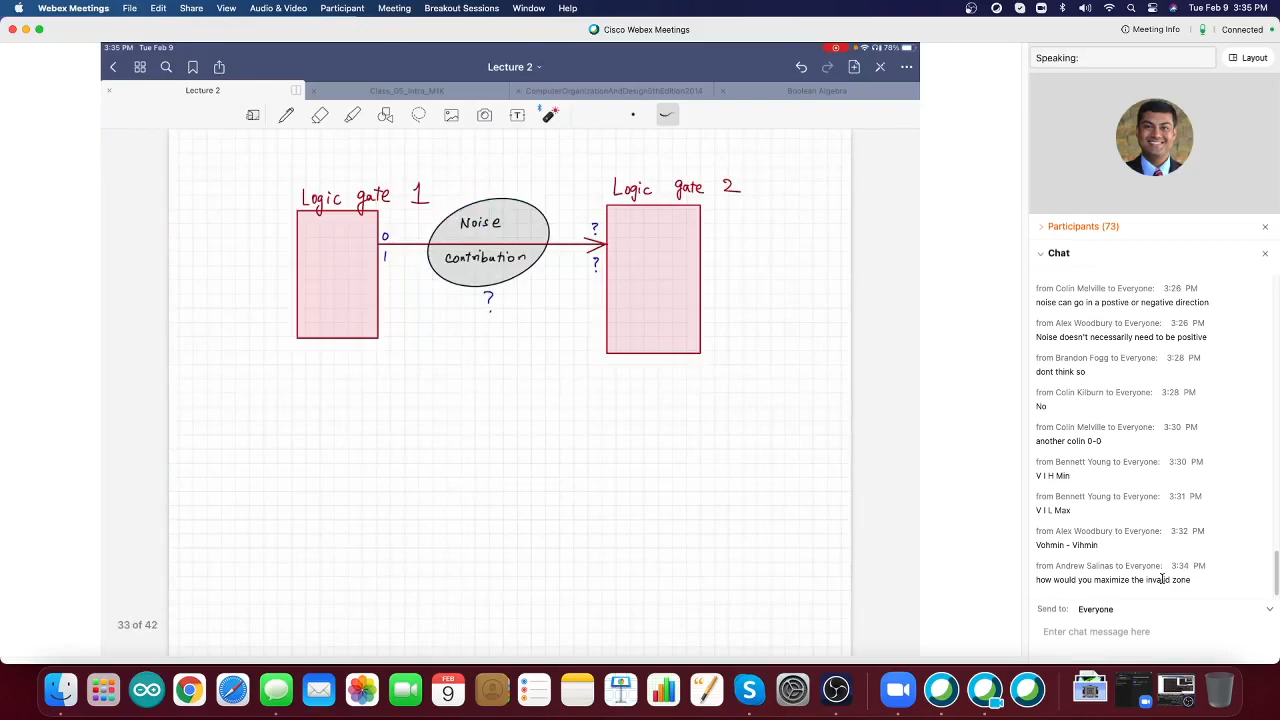 Webex Meetings File Edit Share View Audio & Video Participant Meeting Breakout Sessions Window Help Tue Feb 9 3:35 PM
Cisco Webex Meetings Meeting Info Connected
3:35 PM Tue Feb 9 78%
Lecture 2
Lecture 2 Class_05_Intra_M1K ComputerOrganizationAndDesign5thEdition2014 Boolean Algebra
Logic gate 1
Logic gate 2
Noise
contribution
0
1
?
?
?
33 of 42
Speaking: Layout
Participants (73)
Chat
from Colin Melville to Everyone: 3:26 PM
noise can go in a postive or negative direction
from Alex Woodbury to Everyone: 3:26 PM
Noise doesn't necessarily need to be positive
from Brandon Fogg to Everyone: 3:28 PM
dont think so
from Colin Kilburn to Everyone: 3:28 PM
No
from Colin Melville to Everyone: 3:30 PM
another colin 0-0
from Bennett Young to Everyone: 3:30 PM
V I H Min
from Bennett Young to Everyone: 3:31 PM
V I L Max
from Alex Woodbury to Everyone: 3:32 PM
Vohmin - Vihmin
from Andrew Salinas to Everyone: 3:34 PM
how would you maximize the invalid zone
Send to: Everyone
Enter chat message here
FEB
9